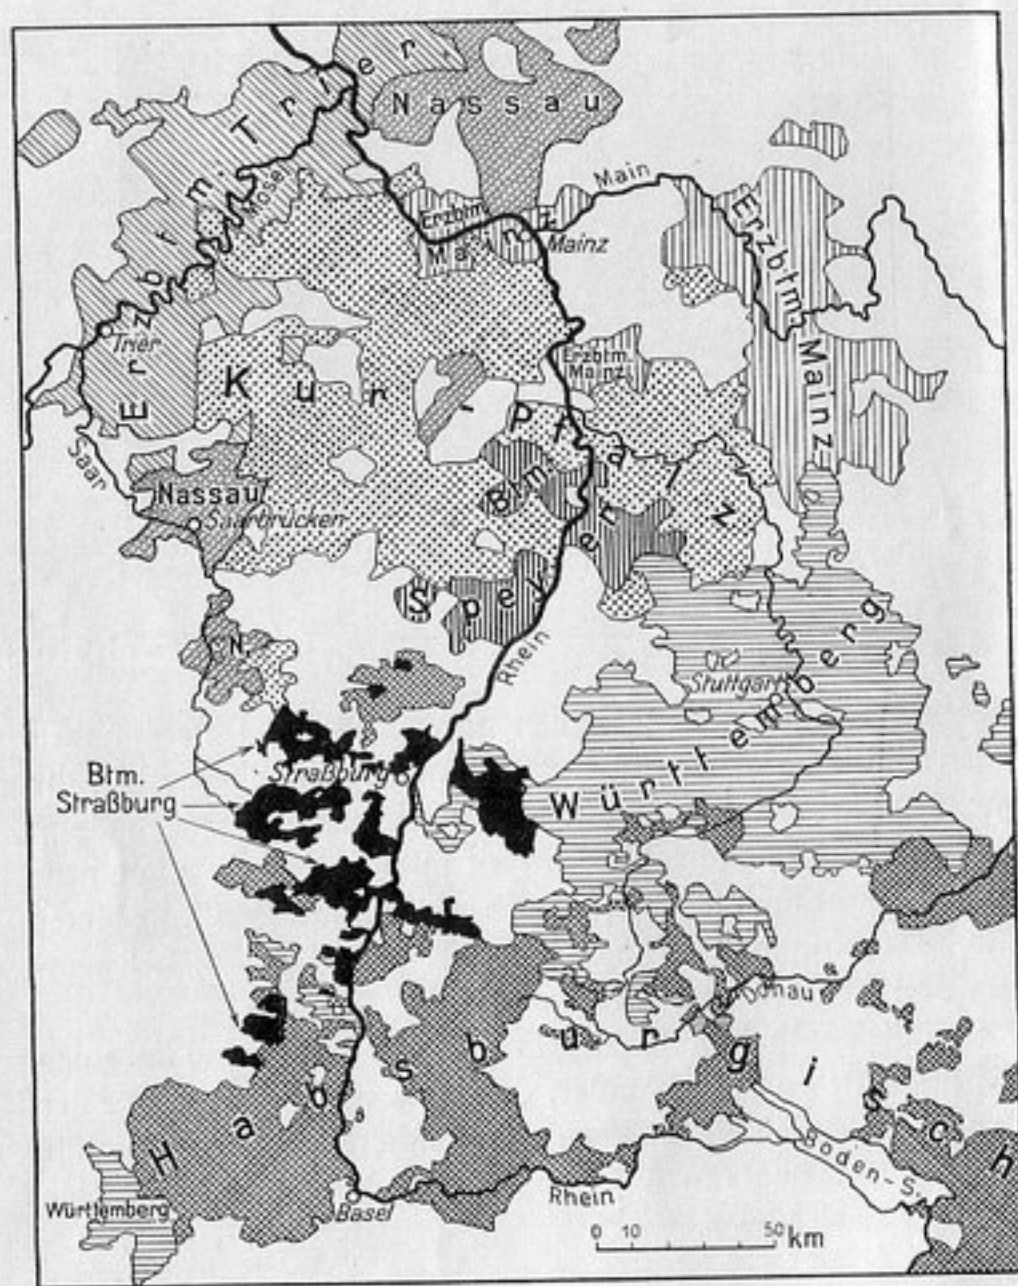 Erzbtm. Trier
Nassau
Mosel
Main
Erzbtm.
Mainz
Mainz
Erzbtm. Mainz
Trier
Erzbtm.
Mainz
Kur Pfalz
Saar
Nassau
Saarbrücken
Btm.
Speyer
N.
Rhein
Stuttgart
Württemberg
Straßburg
Btm.
Straßburg
Donau
Habsburgisch
Boden-S.
Württemberg
Basel
Rhein
0 10 50 km